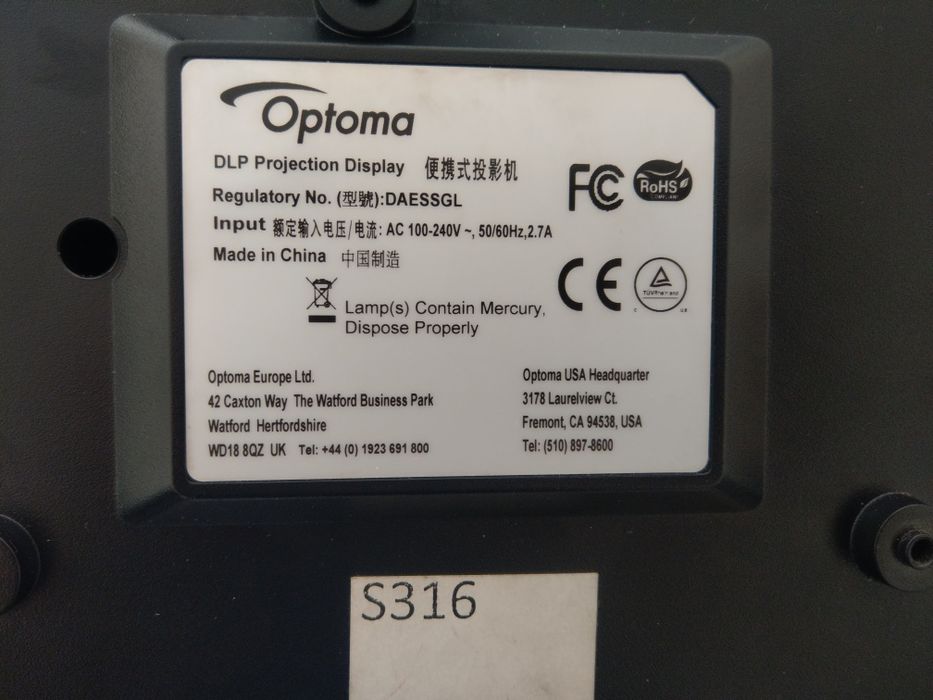 Optoma
DLP Projection Display 便携式投影机
Regulatory No. (型號):DAESSGL
Input 额定输入电压/电流: AC 100-240V ~, 50/60Hz,2.7A
Made in China 中国制造
FC
RoHS
COMPLIANT
CE
TÜVRheinland
C US
Lamp(s) Contain Mercury,
Dispose Properly
Optoma Europe Ltd.
42 Caxton Way The Watford Business Park
Watford Hertfordshire
WD18 8QZ UK Tel: +44 (0) 1923 691 800
Optoma USA Headquarter
3178 Laurelview Ct.
Fremont, CA 94538, USA
Tel: (510) 897-8600
S316